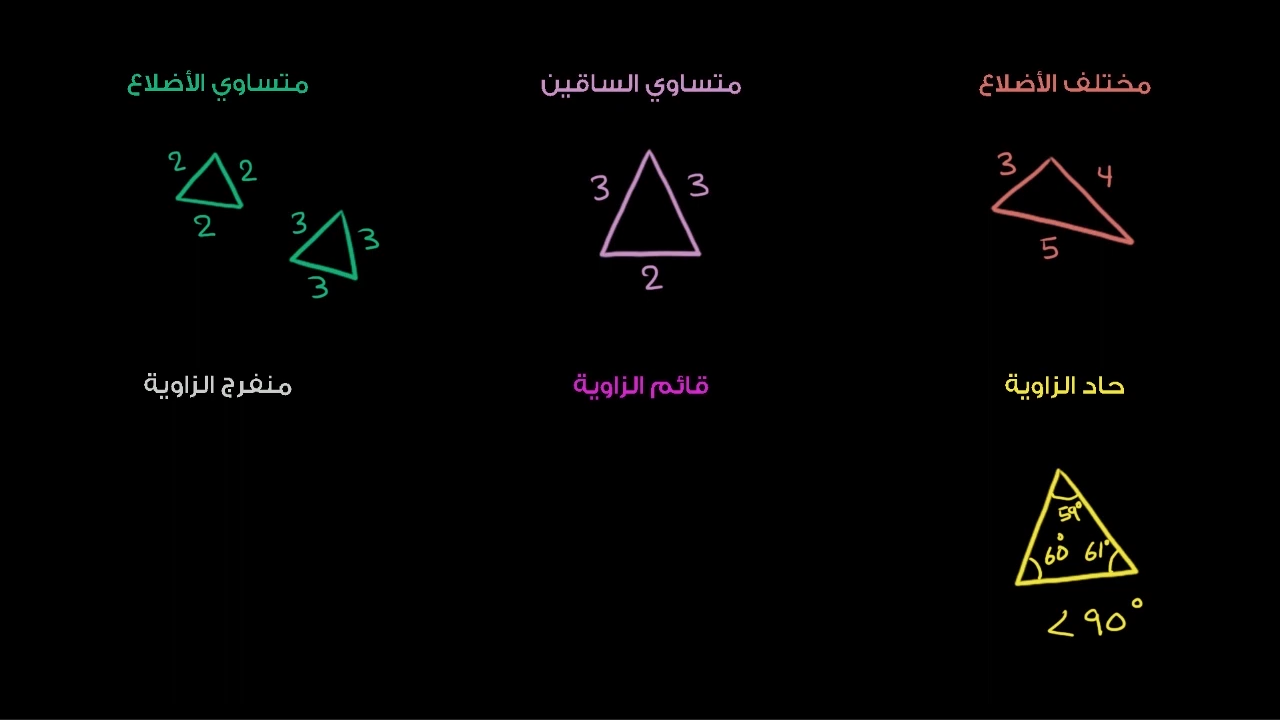 مختلف الأضلاع
متساوي الساقين
متساوي الأضلاع
3
4
5
3
3
2
2
2
2
3
3
3
حاد الزاوية
قائم الزاوية
منفرج الزاوية
59°
60°
61°
<90°